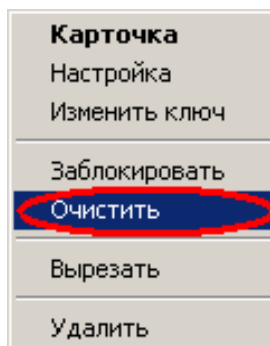 Карточка
Настройка
Изменить ключ
Заблокировать
Очистить
Вырезать
Удалить